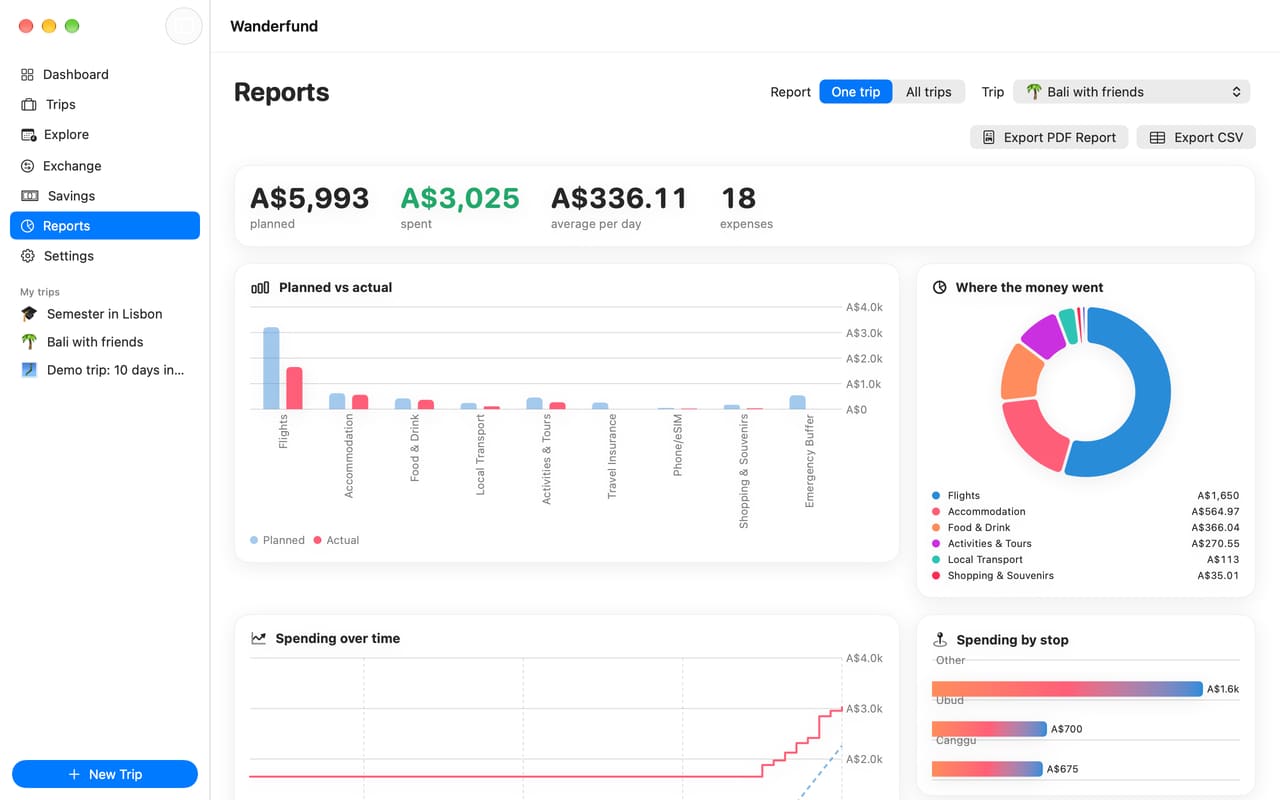 Wanderfund
Dashboard
Trips
Explore
Exchange
Savings
Reports
Settings
My trips
Semester in Lisbon
Bali with friends
Demo trip: 10 days in...
New Trip
Reports
Report One trip All trips Trip Bali with friends
Export PDF Report Export CSV
A$5,993 A$3,025 A$336.11 18
planned spent average per day expenses
Planned vs actual
A$4.0k
A$3.0k
A$2.0k
A$1.0k
A$0
Flights
Accommodation
Food & Drink
Local Transport
Activities & Tours
Travel Insurance
Phone/eSIM
Shopping & Souvenirs
Emergency Buffer
Planned Actual
Where the money went
Flights A$1,650
Accommodation A$564.97
Food & Drink A$366.04
Activities & Tours A$270.55
Local Transport A$113
Shopping & Souvenirs A$35.01
Spending over time
A$4.0k
A$3.0k
A$2.0k
Spending by stop
Other
A$1.6k
Ubud
A$700
Canggu
A$675